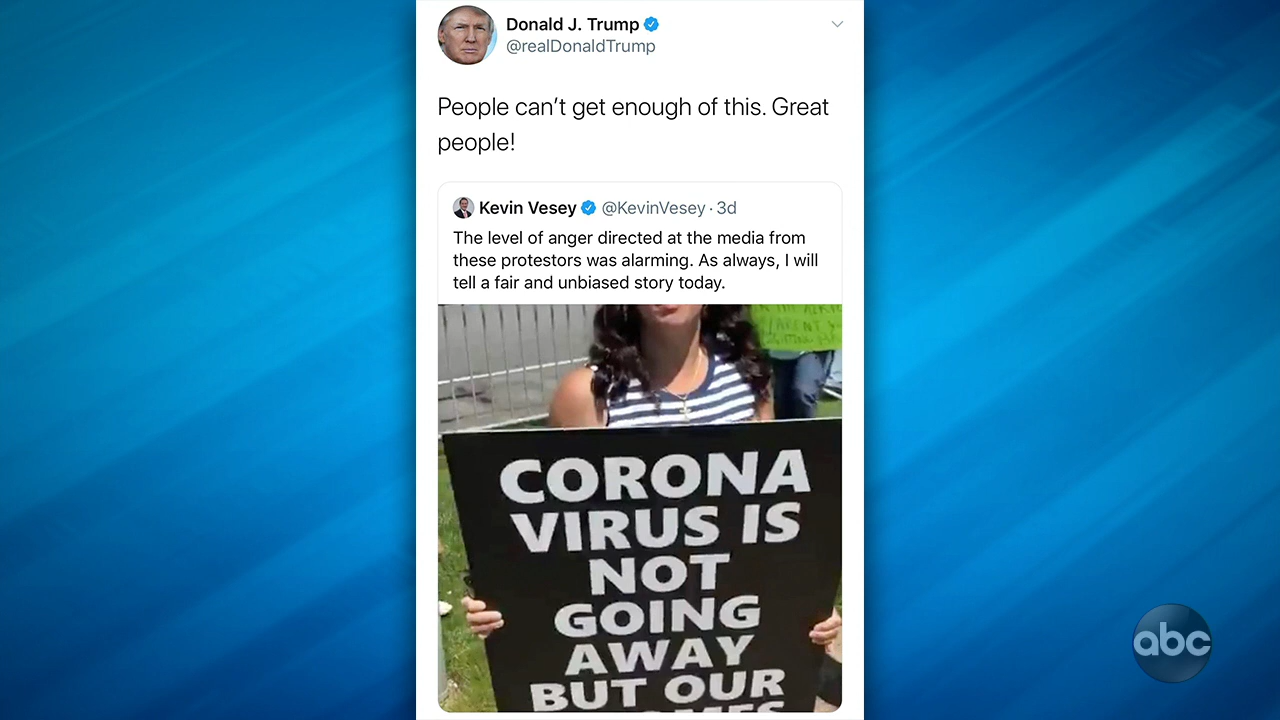 Donald J. Trump
@realDonaldTrump
People can't get enough of this. Great
people!
Kevin Vesey @KevinVesey · 3d
The level of anger directed at the media from
these protestors was alarming. As always, I will
tell a fair and unbiased story today.
CORONA
VIRUS IS
NOT
GOING
AWAY
BUT OUR
abc